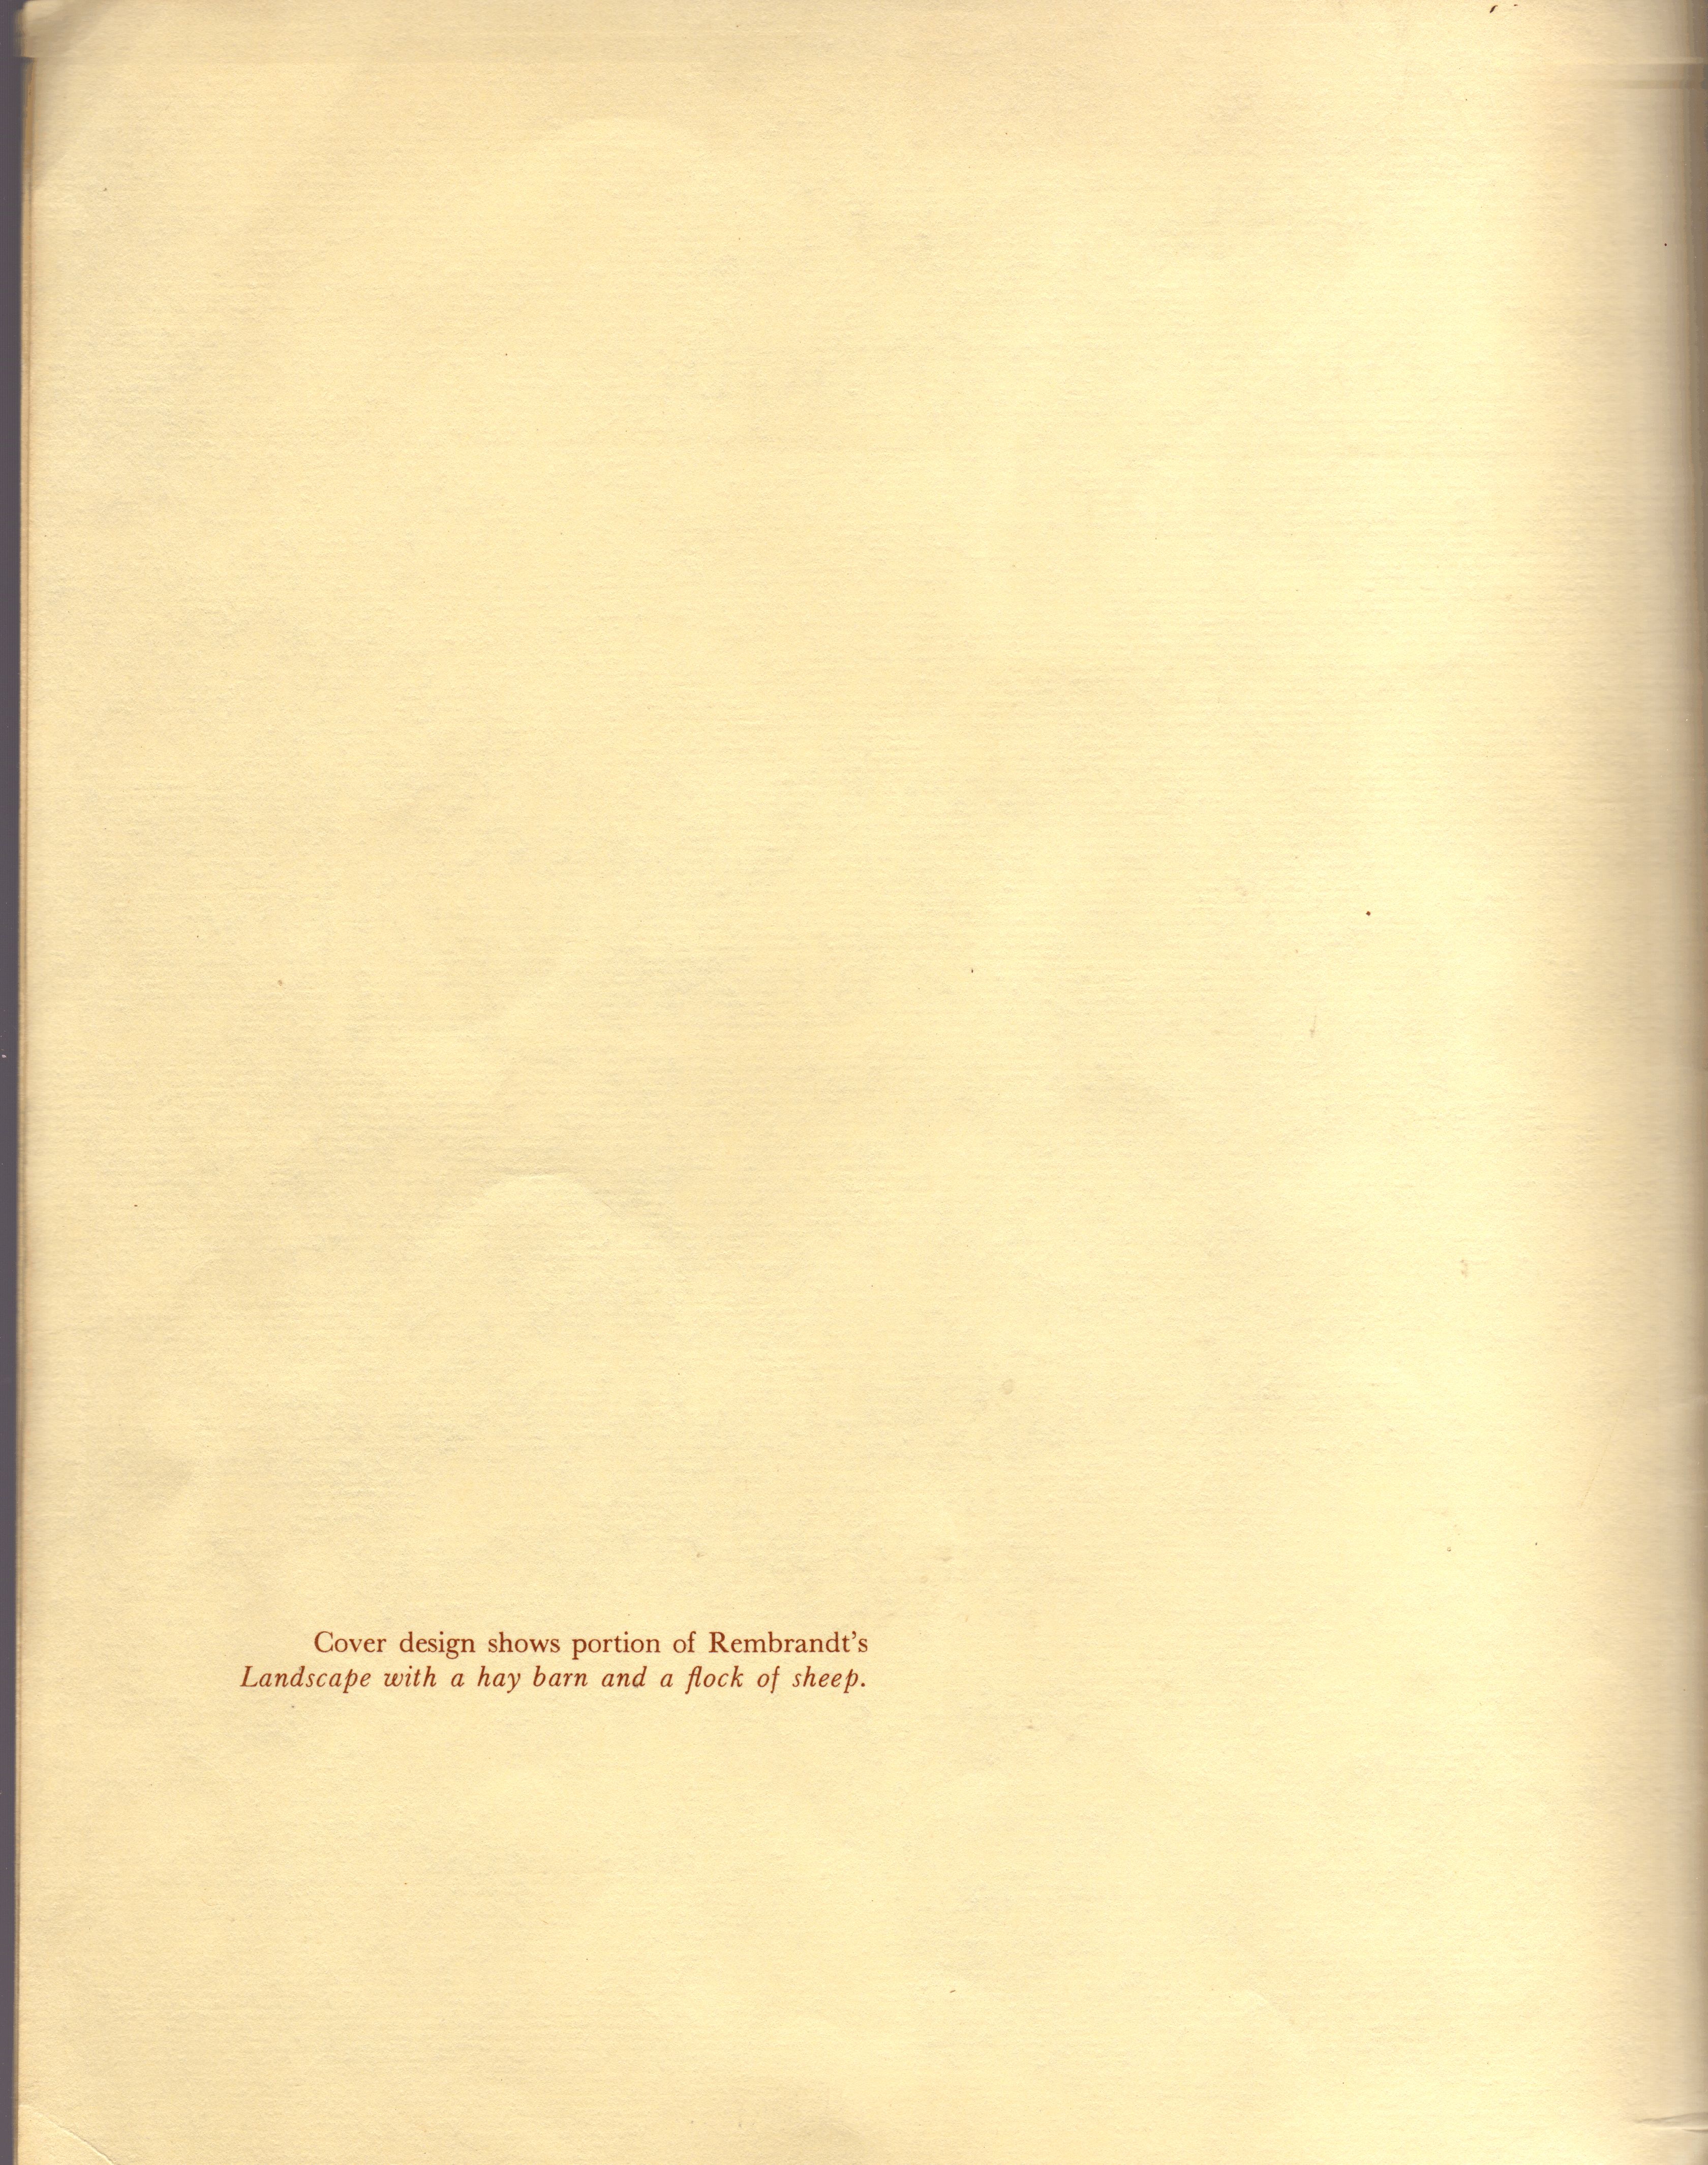 Cover design shows portion of Rembrandt's
Landscape with a hay barn and a flock of sheep.